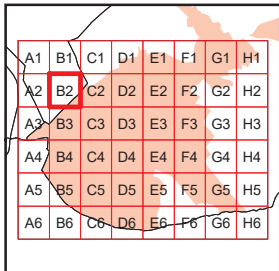 A1 B1 C1 D1 E1 F1 G1 H1
A2 B2 C2 D2 E2 F2 G2 H2
A3 B3 C3 D3 E3 F3 G3 H3
A4 B4 C4 D4 E4 F4 G4 H4
A5 B5 C5 D5 E5 F5 G5 H5
A6 B6 C6 D6 E6 F6 G6 H6